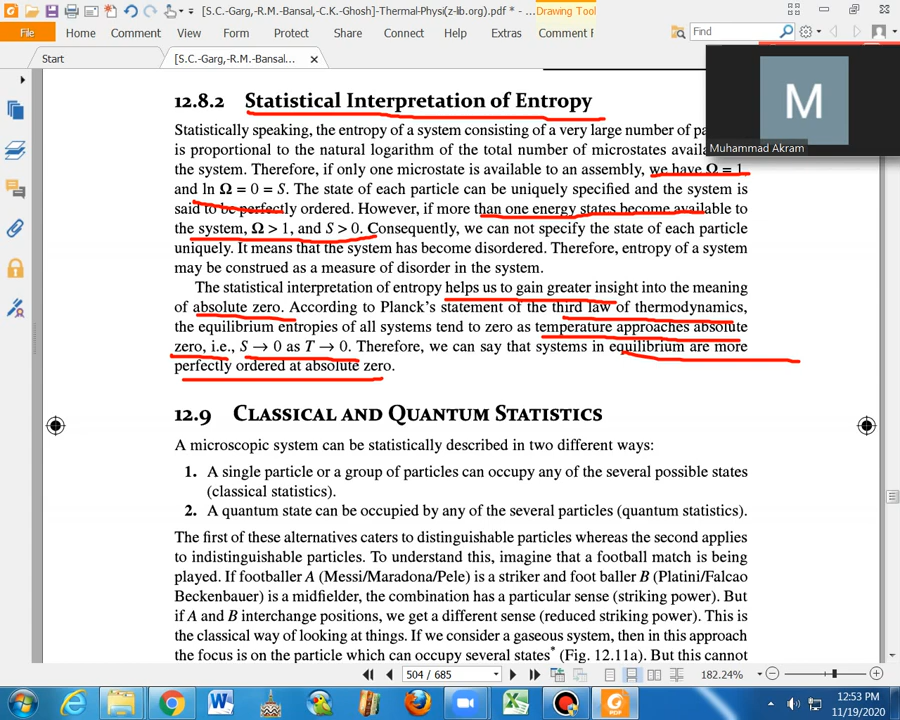 [S.C.-Garg,-R.M.-Bansal,-C.K.-Ghosh]-Thermal-Physi(z-lib.org).pdf * - ...
Drawing Tool
File Home Comment View Form Protect Share Connect Help Extras Comment F Find
Start [S.C.-Garg,-R.M.-Bansal...
M
Muhammad Akram
12.8.2 Statistical Interpretation of Entropy
Statistically speaking, the entropy of a system consisting of a very large number of
is proportional to the natural logarithm of the total number of microstates
the system. Therefore, if only one microstate is available to an assembly, we have Ω = 1
and ln Ω = 0 = S. The state of each particle can be uniquely specified and the system is
said to be perfectly ordered. However, if more than one energy states become available to
the system, Ω > 1, and S > 0. Consequently, we can not specify the state of each particle
uniquely. It means that the system has become disordered. Therefore, entropy of a system
may be construed as a measure of disorder in the system.
The statistical interpretation of entropy helps us to gain greater insight into the meaning
of absolute zero. According to Planck's statement of the third law of thermodynamics,
the equilibrium entropies of all systems tend to zero as temperature approaches absolute
zero, i.e., S → 0 as T → 0. Therefore, we can say that systems in equilibrium are more
perfectly ordered at absolute zero.
12.9 CLASSICAL AND QUANTUM STATISTICS
A microscopic system can be statistically described in two different ways:
1. A single particle or a group of particles can occupy any of the several possible states
(classical statistics).
2. A quantum state can be occupied by any of the several particles (quantum statistics).
The first of these alternatives caters to distinguishable particles whereas the second applies
to indistinguishable particles. To understand this, imagine that a football match is being
played. If footballer A (Messi/Maradona/Pele) is a striker and foot baller B (Platini/Falcao
Beckenbauer) is a midfielder, the combination has a particular sense (striking power). But
if A and B interchange positions, we get a different sense (reduced striking power). This is
the classical way of looking at things. If we consider a gaseous system, then in this approach
the focus is on the particle which can occupy several states* (Fig. 12.11a). But this cannot
504 / 685 182.24%
12:53 PM
11/19/2020